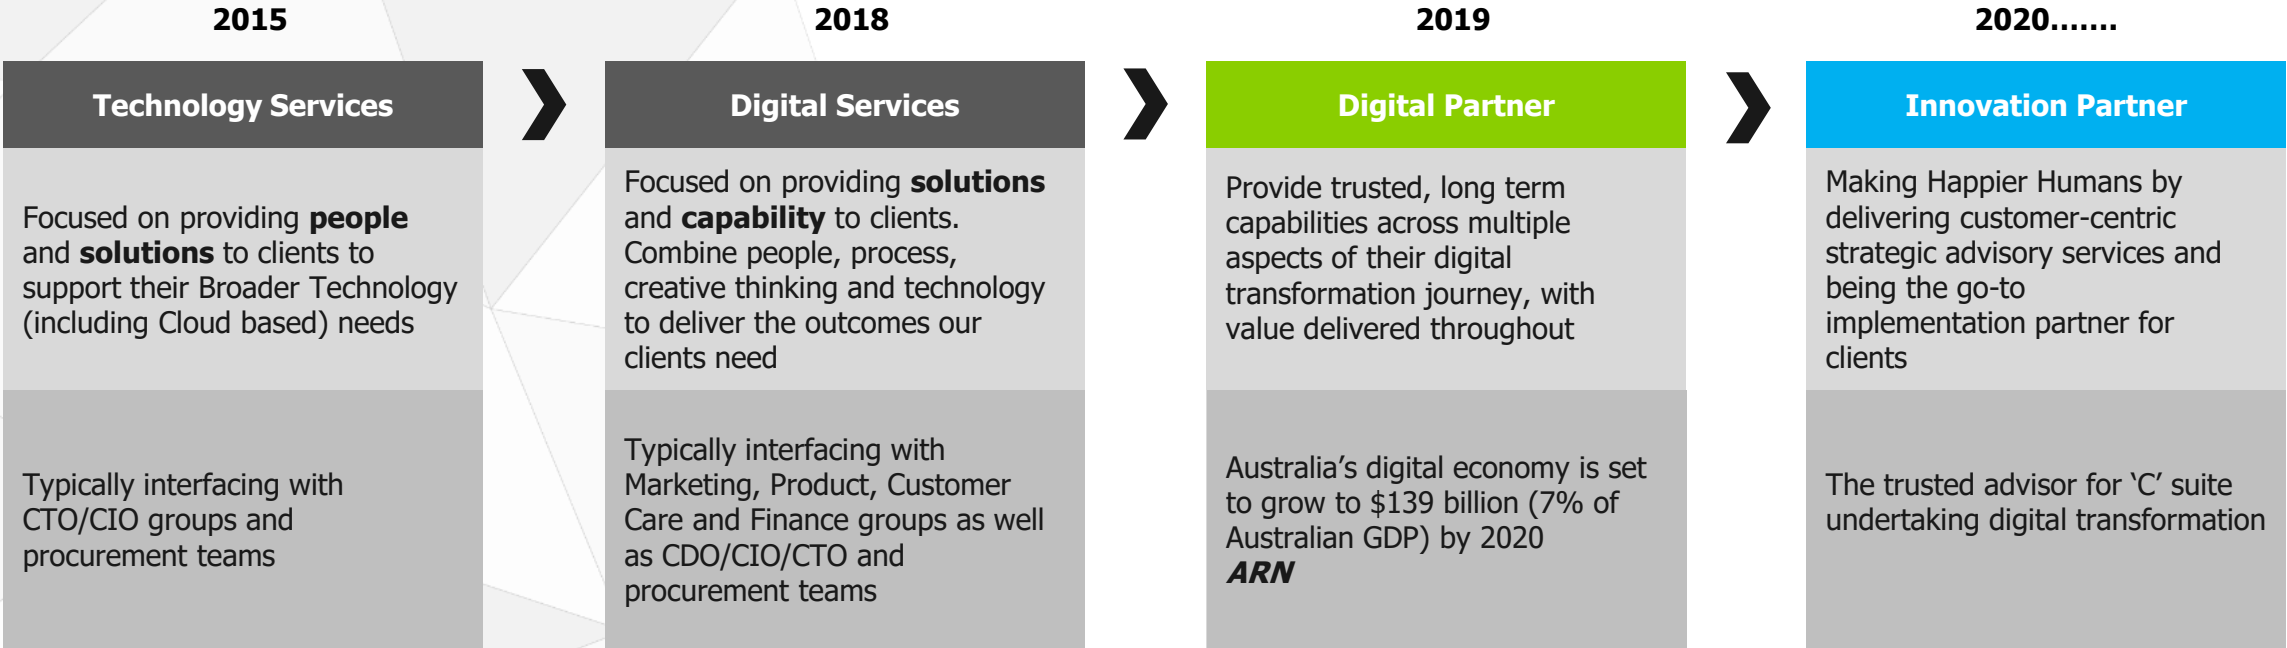 2015
2018
2019
2020.......
Technology Services
Digital Services
Digital Partner
Innovation Partner
Focused on providing people
and solutions to clients to
support their Broader Technology
(including Cloud based) needs
Focused on providing solutions
and capability to clients.
Combine people, process,
creative thinking and technology
to deliver the outcomes our
clients need
Provide trusted, long term
capabilities across multiple
aspects of their digital
transformation journey, with
value delivered throughout
Making Happier Humans by
delivering customer-centric
strategic advisory services and
being the go-to
implementation partner for
clients
Typically interfacing with
CTO/CIO groups and
procurement teams
Typically interfacing with
Marketing, Product, Customer
Care and Finance groups as well
as CDO/CIO/CTO and
procurement teams
Australia’s digital economy is set
to grow to $139 billion (7% of
Australian GDP) by 2020
ARN
The trusted advisor for ‘C’ suite
undertaking digital transformation